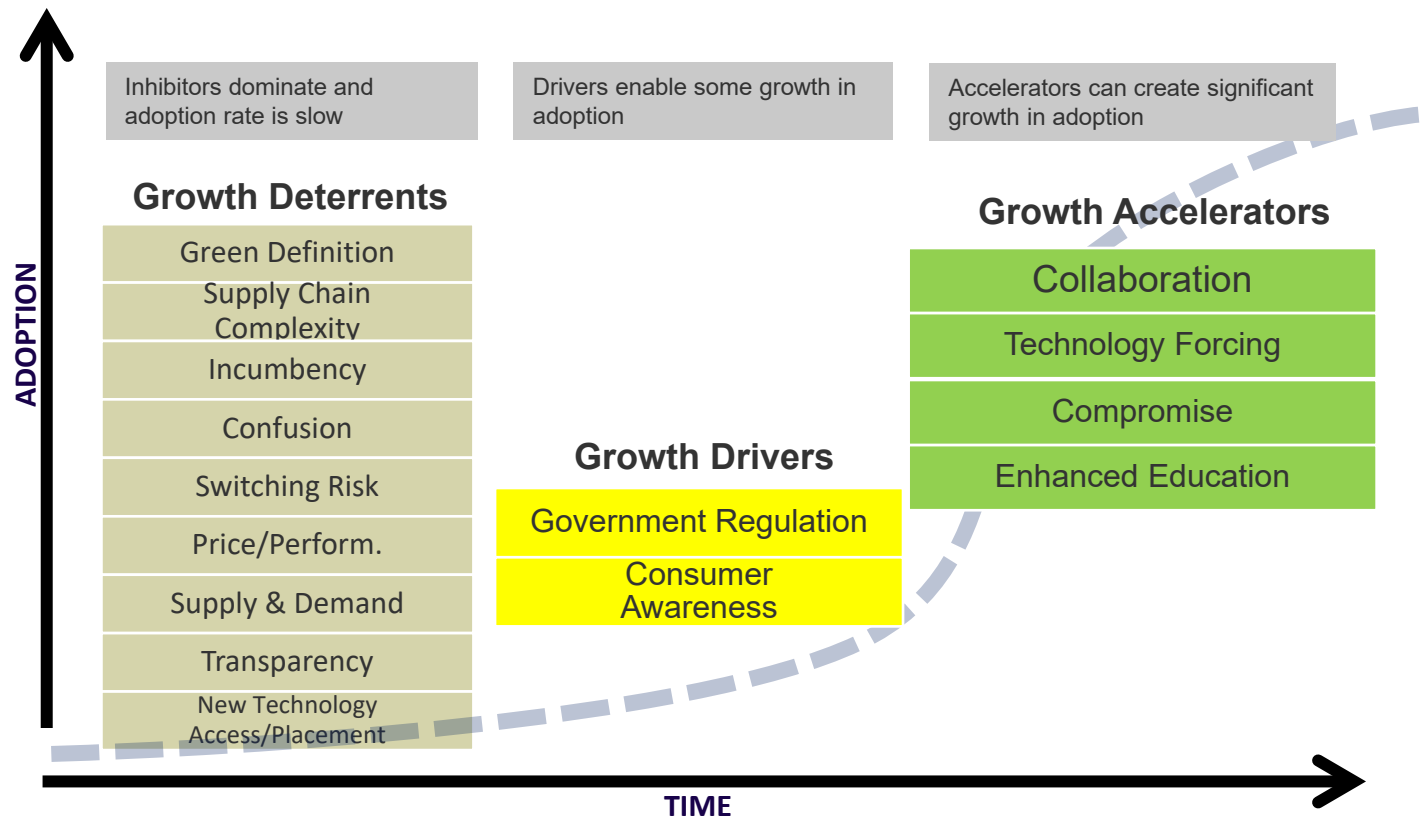 Inhibitors dominate and
adoption rate is slow
Drivers enable some growth in
adoption
Accelerators can create significant
growth in adoption
Growth Deterrents
Green Definition
Supply Chain
Complexity
Incumbency
Confusion
Switching Risk
Price/Perform.
Supply & Demand
Transparency
New Technology
Access/Placement
Growth Drivers
Government Regulation
Consumer
Awareness
Growth Accelerators
Collaboration
Technology Forcing
Compromise
Enhanced Education
ADOPTION
TIME